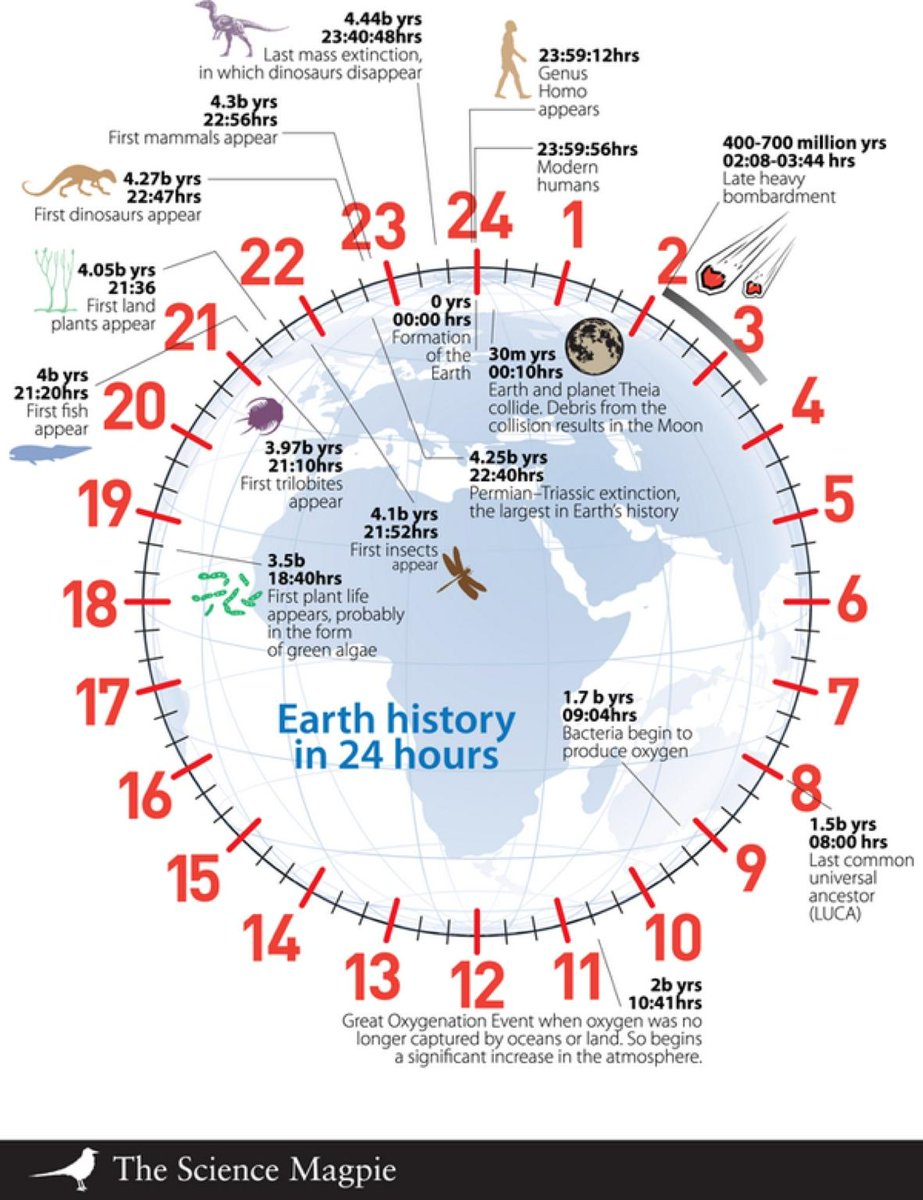 4.44b yrs
23:40:48hrs
Last mass extinction,
in which dinosaurs disappear
23:59:12hrs
Genus
Homo
appears
4.3b yrs
22:56hrs
First mammals appear
23:59:56hrs
Modern
humans
400-700 million yrs
02:08-03:44 hrs
Late heavy
bombardment
4.27b yrs
22:47hrs
First dinosaurs appear
4.05b yrs
21:36
First land
plants appear
4b yrs
21:20hrs
First fish
appear
24
1
2
3
4
5
6
7
8
9
10
11
12
13
14
15
16
17
18
19
20
21
22
23
0 yrs
00:00 hrs
Formation
of the
Earth
30m yrs
00:10hrs
Earth and planet Theia
collide. Debris from the
collision results in the Moon
3.97b yrs
21:10hrs
First trilobites
appear
4.25b yrs
22:40hrs
Permian–Triassic extinction,
the largest in Earth's history
4.1b yrs
21:52hrs
First insects
appear
3.5b
18:40hrs
First plant life
appears, probably
in the form
of green algae
Earth history
in 24 hours
1.7 b yrs
09:04hrs
Bacteria begin to
produce oxygen
1.5b yrs
08:00 hrs
Last common
universal
ancestor
(LUCA)
2b yrs
10:41hrs
Great Oxygenation Event when oxygen was no
longer captured by oceans or land. So begins
a significant increase in the atmosphere.
The Science Magpie